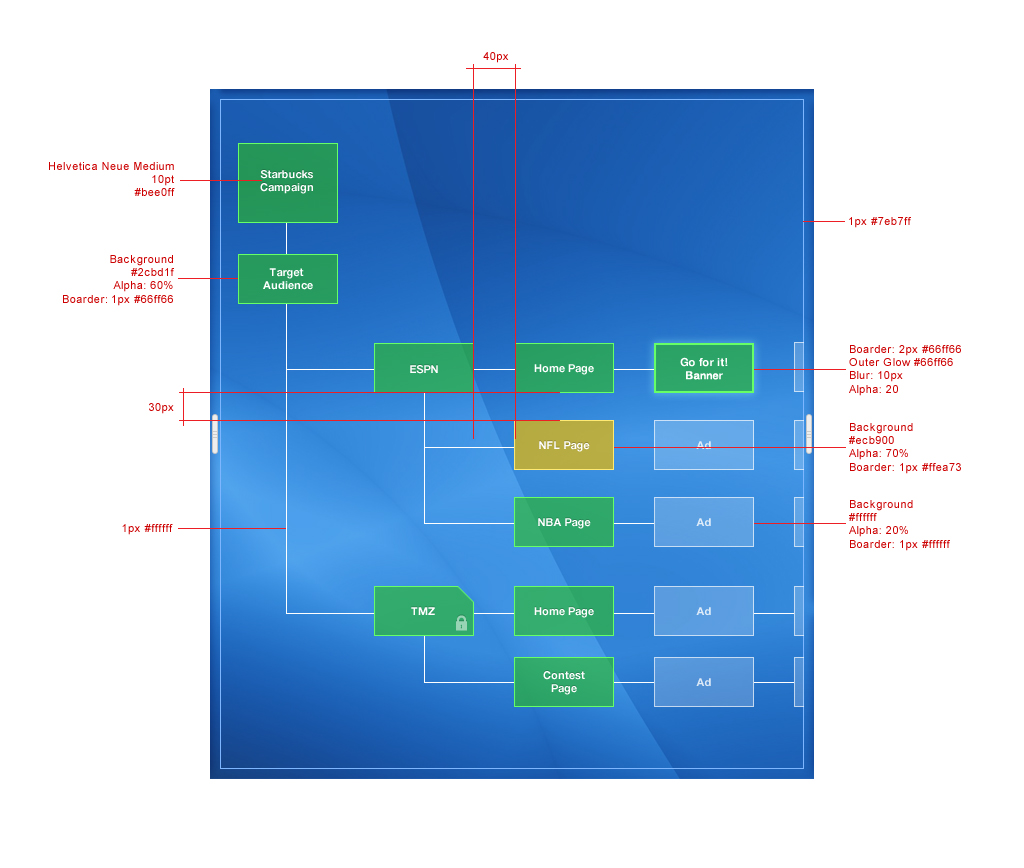 40px
Helvetica Neue Medium
10pt
#bee0ff
Starbucks
Campaign
1px #7eb7ff
Background
#2cbd1f
Alpha: 60%
Boarder: 1px #66ff66
Target
Audience
ESPN
Home Page
Go for it!
Banner
Boarder: 2px #66ff66
Outer Glow #66ff66
Blur: 10px
Alpha: 20
30px
NFL Page
Ad
Background
#ecb900
Alpha: 70%
Boarder: 1px #ffea73
1px #ffffff
NBA Page
Ad
Background
#ffffff
Alpha: 20%
Boarder: 1px #ffffff
TMZ
Home Page
Ad
Contest
Page
Ad